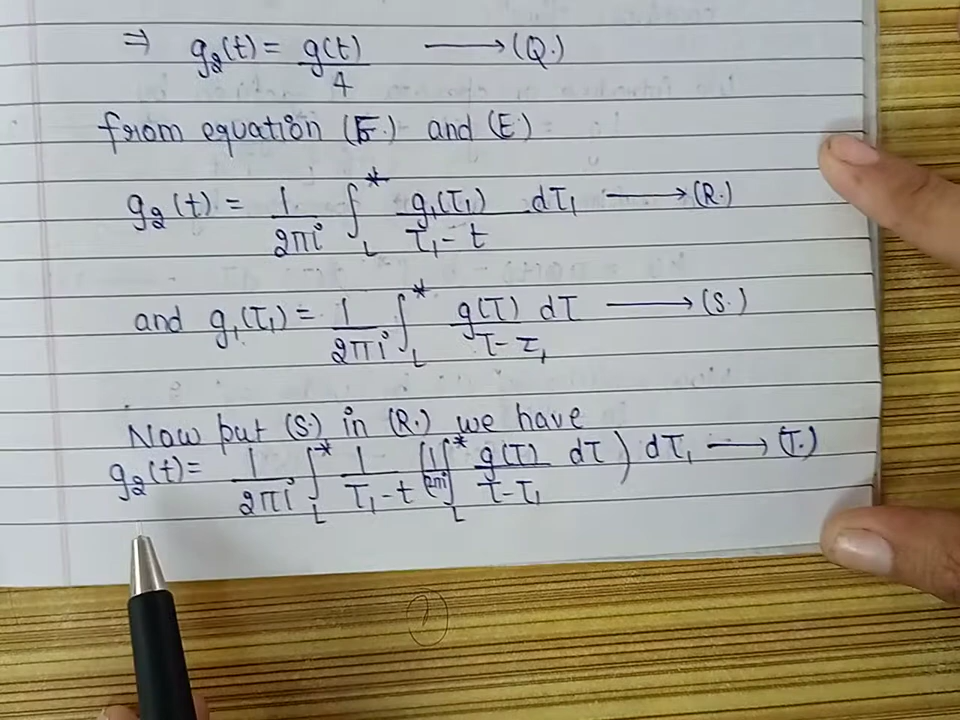 ⇒ g₂(t) = g(t)/4 ⟶ (Q.)
from equation (F.) and (E)
g₂(t) = 1/2πi ∫*_L g₁(τ₁)/τ₁-t dτ₁ ⟶ (R.)
and g₁(τ₁) = 1/2πi ∫*_L g(τ) dτ/τ-τ₁ ⟶ (S.)
Now put (S.) in (R.) we have
g₂(t) = 1/2πi ∫*_L 1/τ₁-t (1/2πi ∫*_L g(τ)/τ-τ₁ dτ) dτ₁ ⟶ (T.)